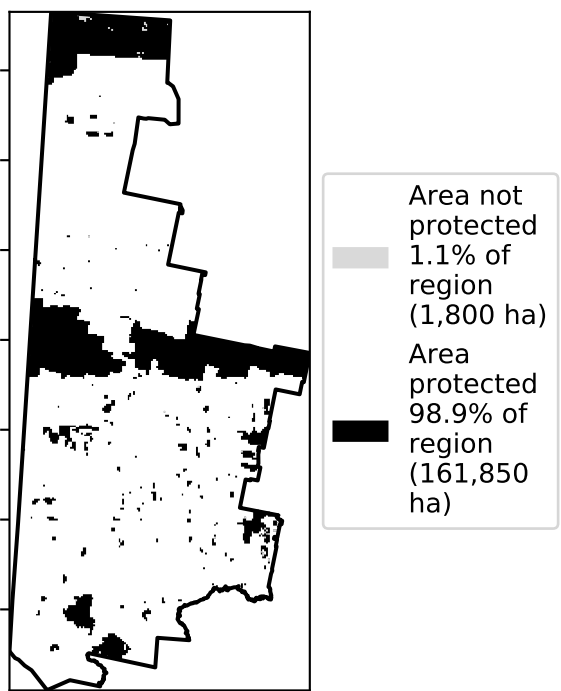 Area not
protected
1.1% of
region
(1,800 ha)
Area
protected
98.9% of
region
(161,850
ha)